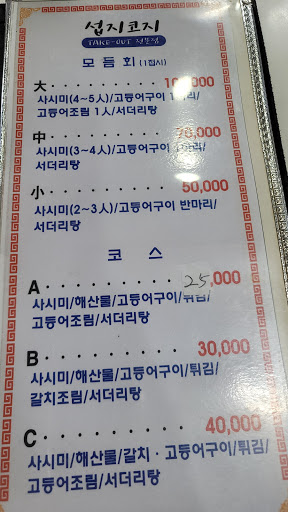 섭지코지
TAKE-OUT 전문점
모듬회 (1접시)
大 · · · · · · · · · 100,000
사시미(4~5人)/고등어구이 1마리/
고등어조림 1人/서더리탕
中 · · · · · · · · · 70,000
사시미(3~4人)/고등어구이
서더리탕
小 · · · · · · · · · 50,000
사시미(2~3人)/고등어구이 반마리/
서더리탕
코 스
A · · · · · · · · · 25,000
사시미/해산물/고등어구이/튀김/
고등어조림/서더리탕
B · · · · · · · · · 30,000
사시미/해산물/고등어구이/튀김/
갈치조림/서더리탕
C · · · · · · · · · 40,000
사시미/해산물/갈치 · 고등어구이/튀김/
고등어조림/서더리탕